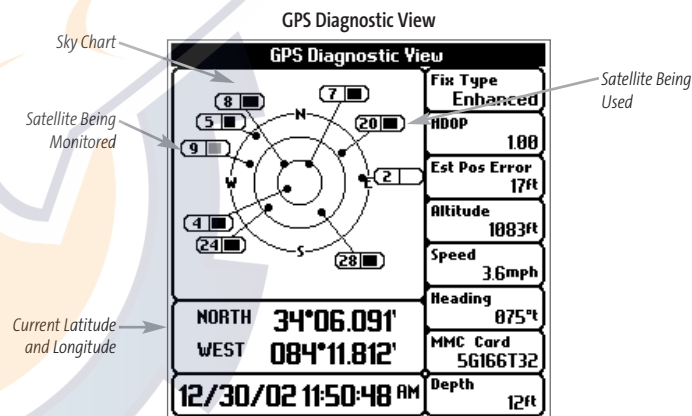 GPS Diagnostic View
Sky Chart
GPS Diagnostic View
Satellite Being
Monitored
Satellite Being
Used
N
W
E
S
8
7
5
20
9
2
4
24
28
Fix Type
Enhanced
HDOP
1.00
Est Pos Error
17ft
Altitude
1083ft
Speed
3.6mph
Heading
075°t
MMC Card
5G166T32
Depth
12ft
Current Latitude
and Longitude
NORTH 34°06.091'
WEST 084°11.812'
12/30/02 11:50:48 AM